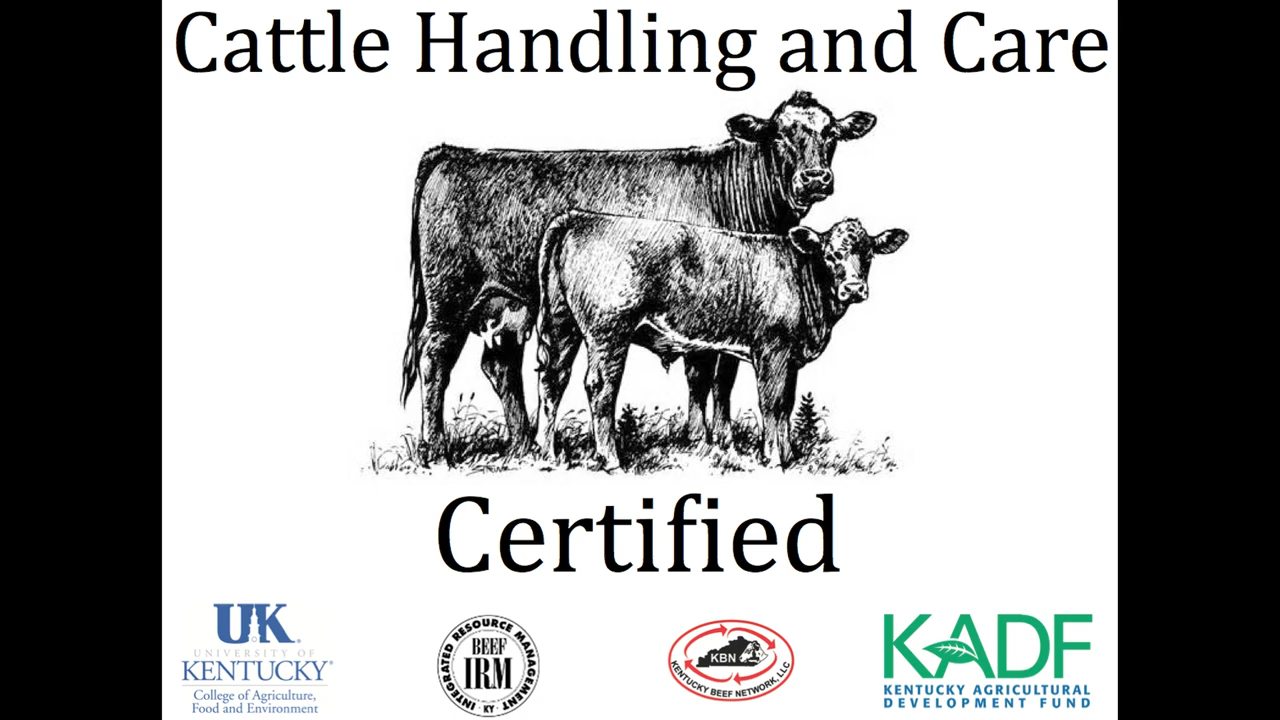 Cattle Handling and Care
Certified
UK
UNIVERSITY OF
KENTUCKY
College of Agriculture,
Food and Environment
INTEGRATED RESOURCE MANAGEMENT
BEEF
IRM
KY
KBN
KENTUCKY BEEF NETWORK, LLC
KADF
KENTUCKY AGRICULTURAL
DEVELOPMENT FUND